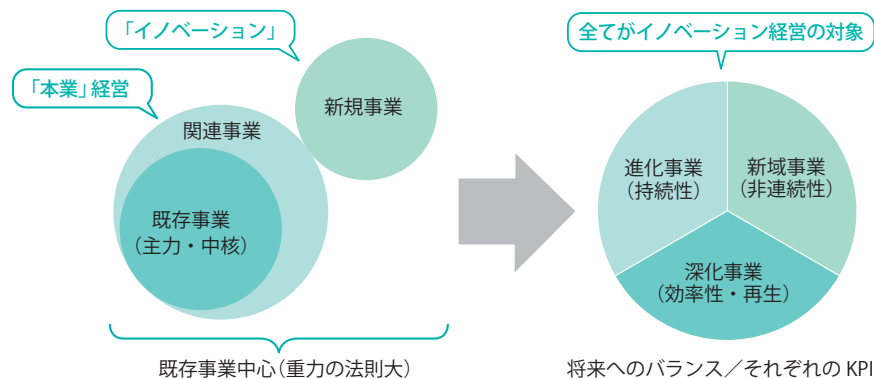 「イノベーション」
「本業」経営
関連事業
新規事業
既存事業
(主力・中核)
既存事業中心(重力の法則大)
全てがイノベーション経営の対象
進化事業
(持続性)
新域事業
(非連続性)
深化事業
(効率性・再生)
将来へのバランス／それぞれの KPI